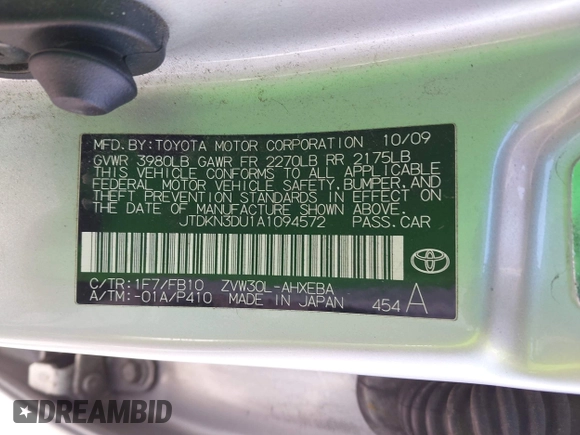 MFD.BY:TOYOTA MOTOR CORPORATION 10/09
GVWR 3980LB GAWR FR 2270LB RR 2175LB
THIS VEHICLE CONFORMS TO ALL APPLICABLE
FEDERAL MOTOR VEHICLE SAFETY,BUMPER,AND
THEFT PREVENTION STANDARDS IN EFFECT ON
THE DATE OF MANUFACTURE SHOWN ABOVE.
JTDKN3DU1A1094572 PASS.CAR
C/TR:1F7/FB10 ZVW30L-AHXEBA
A/TM:-01A/P410 MADE IN JAPAN 454 A
DREAMBID